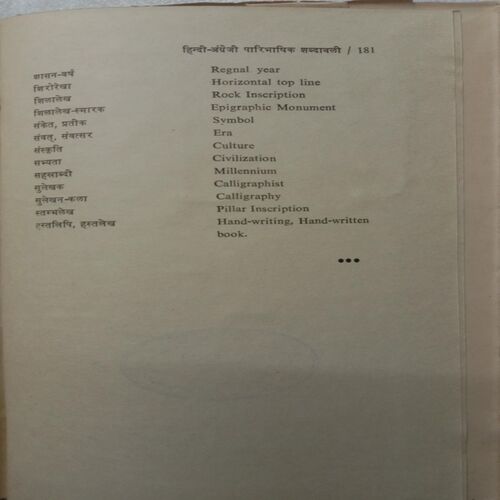 हिन्दी-अंग्रेजी पारिभाषिक शब्दावली / 181
शासन-वर्ष Regnal year
शिरोरेखा Horizontal top line
शिलालेख Rock Inscription
शिलालेख-स्मारक Epigraphic Monument
संकेत, प्रतीक Symbol
संवत्, संवत्सर Era
संस्कृति Culture
सभ्यता Civilization
सहस्राब्दी Millennium
सुलेखक Calligraphist
सुलेखन-कला Calligraphy
स्तम्भलेख Pillar Inscription
हस्तलिपि, हस्तलेख Hand-writing, Hand-written
book.
•••